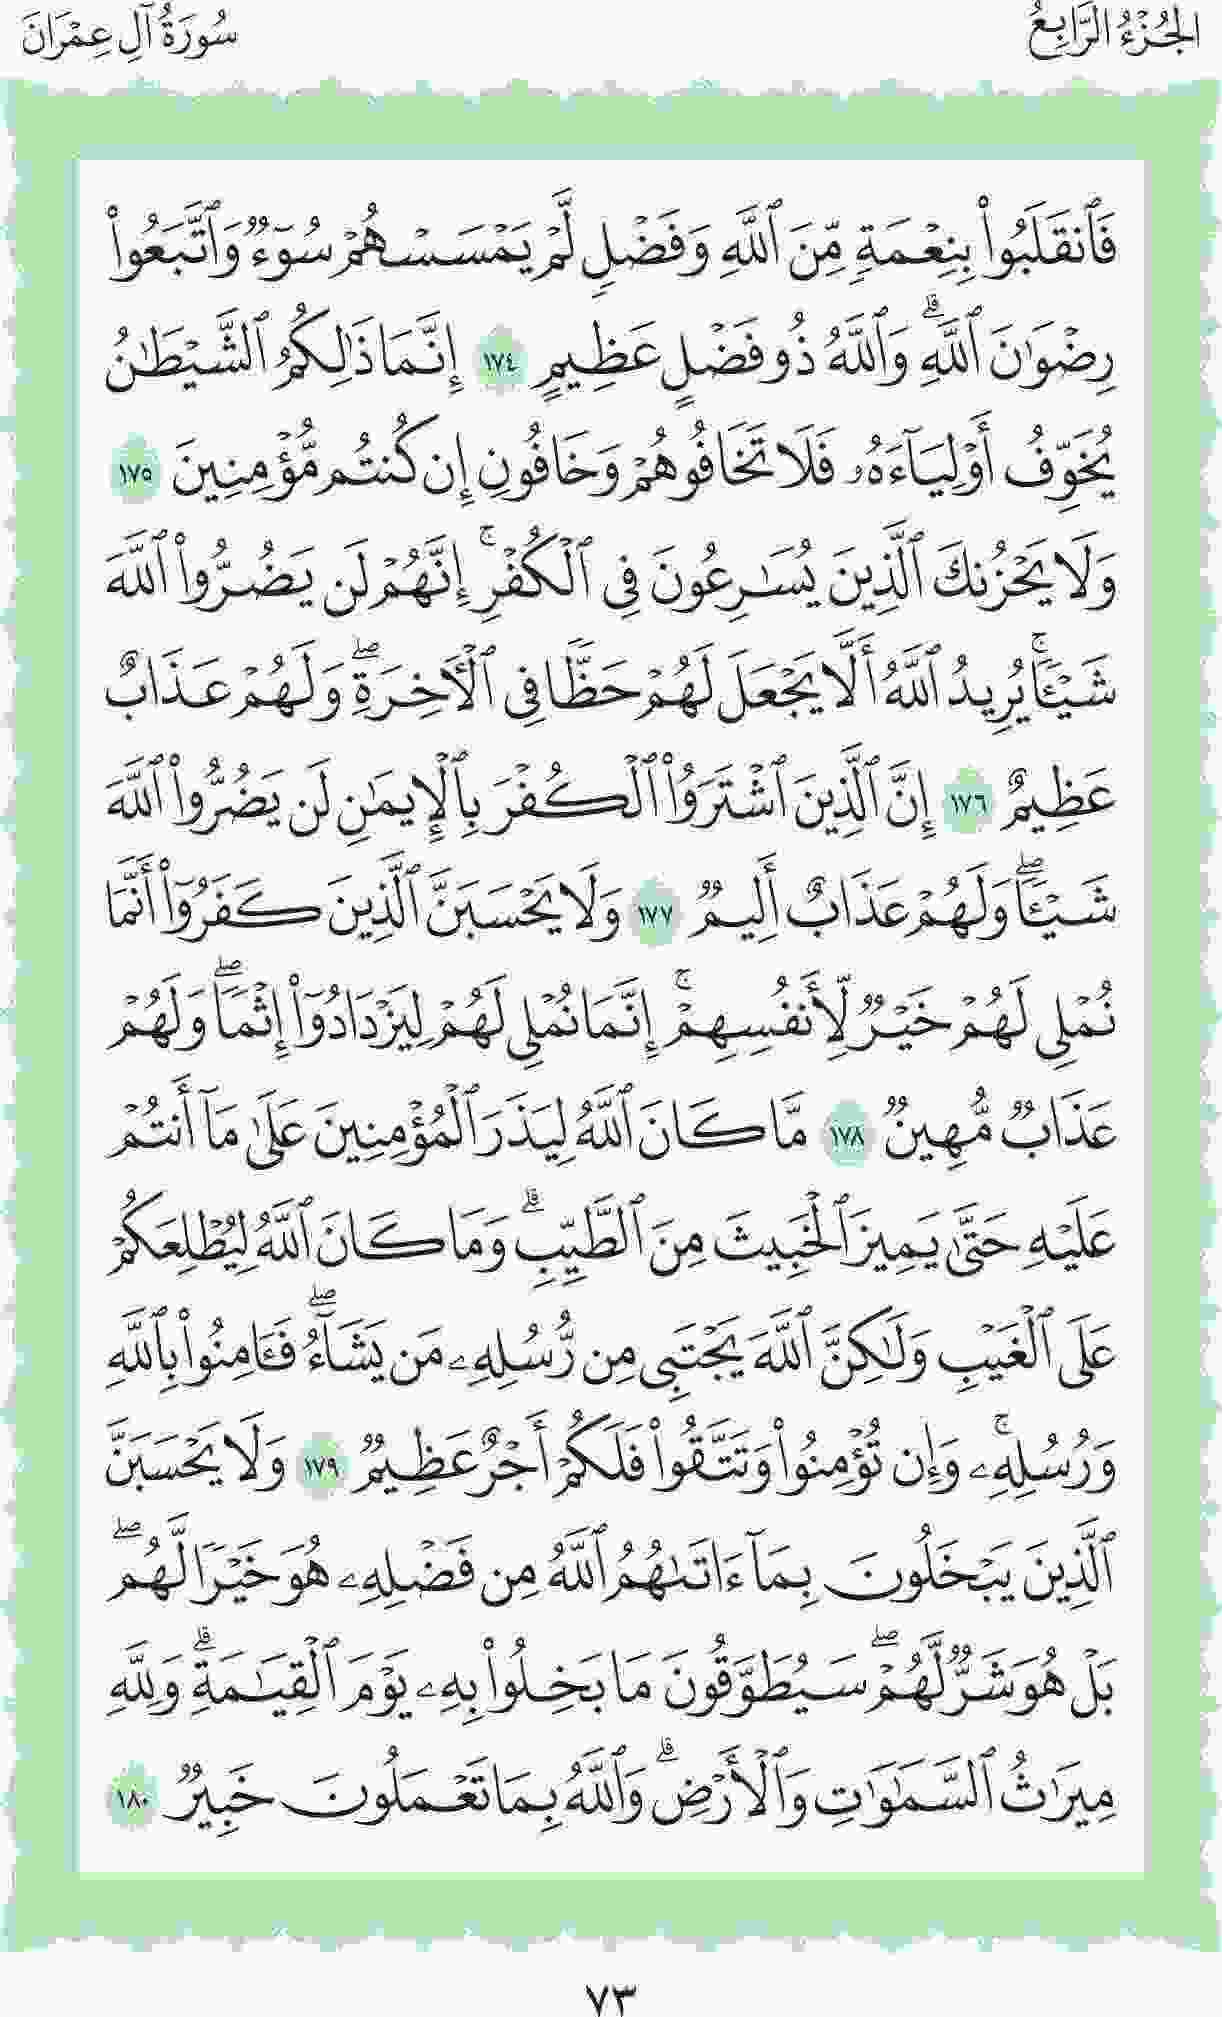 الجُزْءُ الرَّابِعُ
سُورَةُ آلِ عِمْرَانَ
فَٱنقَلَبُوا۟ بِنِعْمَةٍ مِّنَ ٱللَّهِ وَفَضْلٍ لَّمْ يَمْسَسْهُمْ سُوٓءٌ وَٱتَّبَعُوا۟
رِضْوَٰنَ ٱللَّهِ ۗ وَٱللَّهُ ذُو فَضْلٍ عَظِيمٍ ١٧٤ إِنَّمَا ذَٰلِكُمُ ٱلشَّيْطَٰنُ
يُخَوِّفُ أَوْلِيَآءَهُۥ فَلَا تَخَافُوهُمْ وَخَافُونِ إِن كُنتُم مُّؤْمِنِينَ ١٧٥
وَلَا يَحْزُنكَ ٱلَّذِينَ يُسَٰرِعُونَ فِى ٱلْكُفْرِ ۚ إِنَّهُمْ لَن يَضُرُّوا۟ ٱللَّهَ
شَيْـًٔا ۗ يُرِيدُ ٱللَّهُ أَلَّا يَجْعَلَ لَهُمْ حَظًّا فِى ٱلْـَٔاخِرَةِ ۖ وَلَهُمْ عَذَابٌ
عَظِيمٌ ١٧٦ إِنَّ ٱلَّذِينَ ٱشْتَرَوُا۟ ٱلْكُفْرَ بِٱلْإِيمَٰنِ لَن يَضُرُّوا۟ ٱللَّهَ
شَيْـًٔا ۖ وَلَهُمْ عَذَابٌ أَلِيمٌ ١٧٧ وَلَا يَحْسَبَنَّ ٱلَّذِينَ كَفَرُوٓا۟ أَنَّمَا
نُمْلِى لَهُمْ خَيْرٌ لِّأَنفُسِهِمْ ۚ إِنَّمَا نُمْلِى لَهُمْ لِيَزْدَادُوٓا۟ إِثْمًا ۖ وَلَهُمْ
عَذَابٌ مُّهِينٌ ١٧٨ مَّا كَانَ ٱللَّهُ لِيَذَرَ ٱلْمُؤْمِنِينَ عَلَىٰ مَآ أَنتُمْ
عَلَيْهِ حَتَّىٰ يَمِيزَ ٱلْخَبِيثَ مِنَ ٱلطَّيِّبِ ۗ وَمَا كَانَ ٱللَّهُ لِيُطْلِعَكُمْ
عَلَى ٱلْغَيْبِ وَلَٰكِنَّ ٱللَّهَ يَجْتَبِى مِن رُّسُلِهِۦ مَن يَشَآءُ ۖ فَـَٔامِنُوا۟ بِٱللَّهِ
وَرُسُلِهِۦ ۚ وَإِن تُؤْمِنُوا۟ وَتَتَّقُوا۟ فَلَكُمْ أَجْرٌ عَظِيمٌ ١٧٩ وَلَا يَحْسَبَنَّ
ٱلَّذِينَ يَبْخَلُونَ بِمَآ ءَاتَىٰهُمُ ٱللَّهُ مِن فَضْلِهِۦ هُوَ خَيْرًا لَّهُم ۖ
بَلْ هُوَ شَرٌّ لَّهُمْ ۖ سَيُطَوَّقُونَ مَا بَخِلُوا۟ بِهِۦ يَوْمَ ٱلْقِيَٰمَةِ ۗ وَلِلَّهِ
مِيرَٰثُ ٱلسَّمَٰوَٰتِ وَٱلْأَرْضِ ۗ وَٱللَّهُ بِمَا تَعْمَلُونَ خَبِيرٌ ١٨٠
٧٣